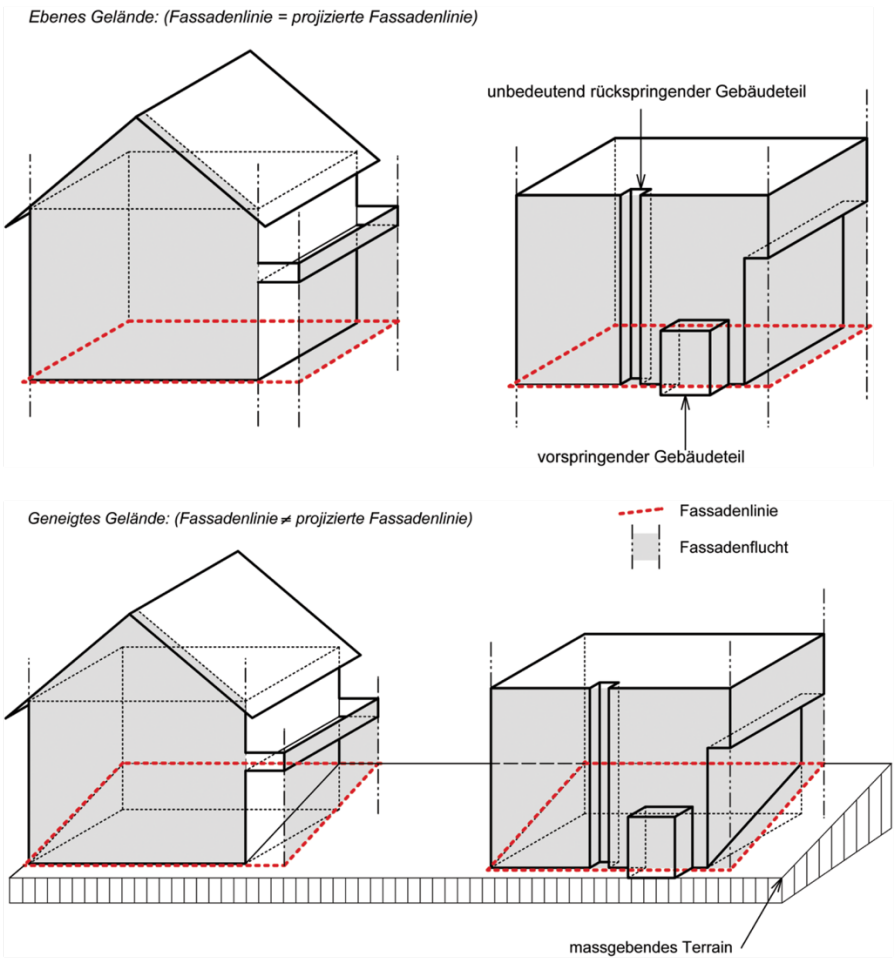 Ebenes Gelände: (Fassadenlinie = projizierte Fassadenlinie)
unbedeutend rückspringender Gebäudeteil
vorspringender Gebäudeteil
Geneigtes Gelände: (Fassadenlinie ≠ projizierte Fassadenlinie)
Fassadenlinie
Fassadenflucht
massgebendes Terrain